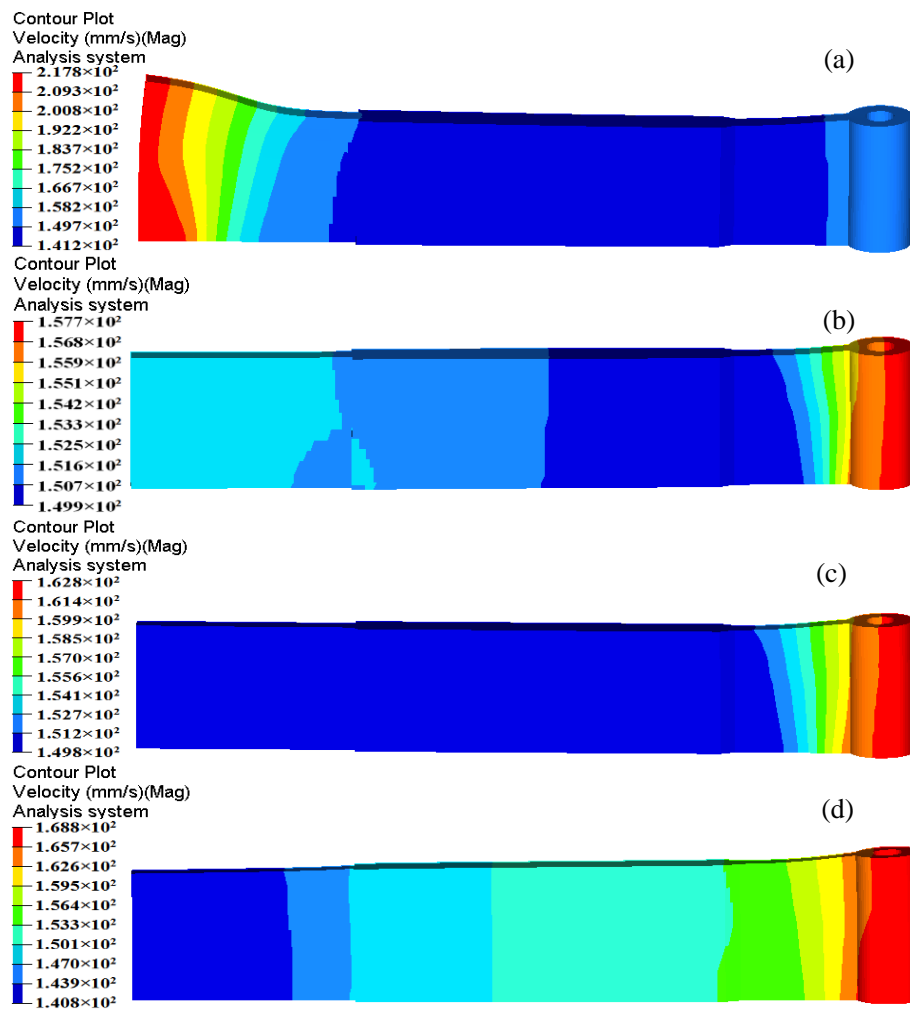 Contour Plot
Velocity (mm/s)(Mag)
Analysis system
(a)
2.178×10²
2.093×10²
2.008×10²
1.922×10²
1.837×10²
1.752×10²
1.667×10²
1.582×10²
1.497×10²
1.412×10²
Contour Plot
Velocity (mm/s)(Mag)
Analysis system
(b)
1.577×10²
1.568×10²
1.559×10²
1.551×10²
1.542×10²
1.533×10²
1.525×10²
1.516×10²
1.507×10²
1.499×10²
Contour Plot
Velocity (mm/s)(Mag)
Analysis system
(c)
1.628×10²
1.614×10²
1.599×10²
1.585×10²
1.570×10²
1.556×10²
1.541×10²
1.527×10²
1.512×10²
1.498×10²
Contour Plot
Velocity (mm/s)(Mag)
Analysis system
(d)
1.688×10²
1.657×10²
1.626×10²
1.595×10²
1.564×10²
1.533×10²
1.501×10²
1.470×10²
1.439×10²
1.408×10²